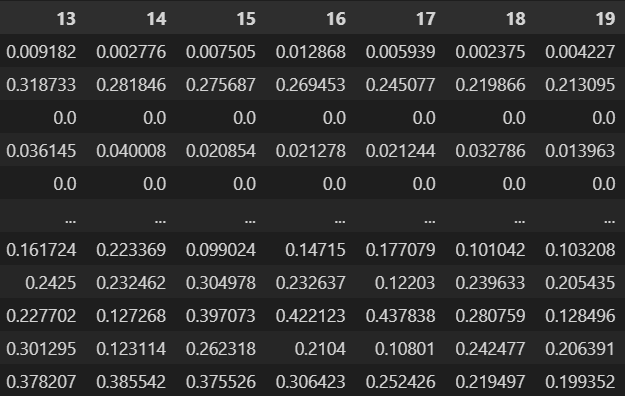 13 14 15 16 17 18 19
0.009182 0.002776 0.007505 0.012868 0.005939 0.002375 0.004227
0.318733 0.281846 0.275687 0.269453 0.245077 0.219866 0.213095
0.0 0.0 0.0 0.0 0.0 0.0 0.0
0.036145 0.040008 0.020854 0.021278 0.021244 0.032786 0.013963
0.0 0.0 0.0 0.0 0.0 0.0 0.0
... ... ... ... ... ... ...
0.161724 0.223369 0.099024 0.14715 0.177079 0.101042 0.103208
0.2425 0.232462 0.304978 0.232637 0.12203 0.239633 0.205435
0.227702 0.127268 0.397073 0.422123 0.437838 0.280759 0.128496
0.301295 0.123114 0.262318 0.2104 0.10801 0.242477 0.206391
0.378207 0.385542 0.375526 0.306423 0.252426 0.219497 0.199352